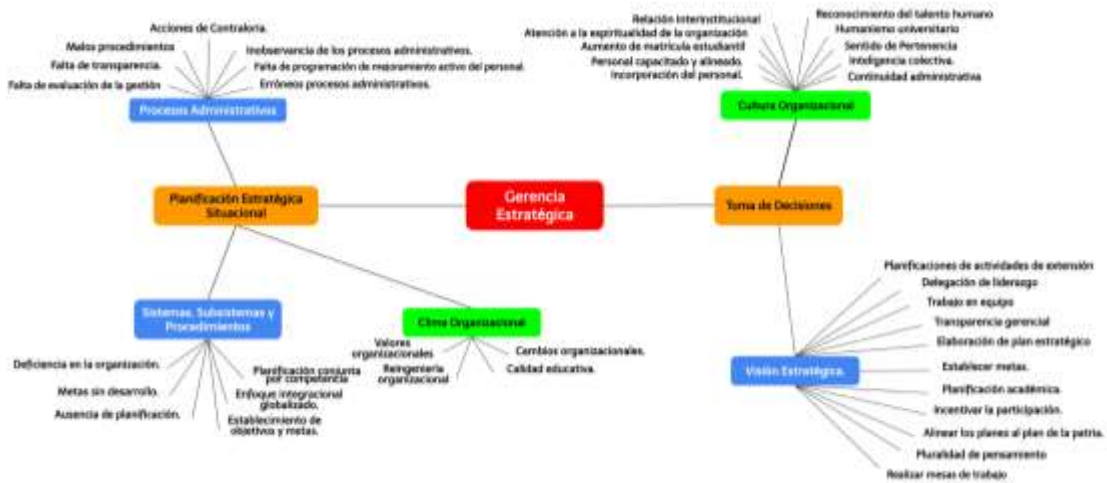 Acciones de Contraloría.
Malos procedimientos
Falta de transparencia.
Falta de evaluación de la gestión
Inobservancia de los procesos administrativos.
Falta de programación de mejoramiento activo del personal.
Erróneos procesos administrativos.
Procesos Administrativos
Relación Interinstitucional
Atención a la espiritualidad de la organización
Aumento de matrícula estudiantil
Personal capacitado y alineado.
Incorporación del personal.
Reconocimiento del talento humano
Humanismo universitario
Sentido de Pertenencia
Inteligencia colectiva.
Continuidad administrativa
Cultura Organizacional
Planificación Estratégica
Situacional
Gerencia
Estratégica
Toma de Decisiones
Sistemas, Subsistemas y
Procedimientos
Deficiencia en la organización.
Metas sin desarrollo.
Ausencia de planificación.
Planificación conjunta
por competencia
Enfoque integracional
globalizado.
Establecimiento de
objetivos y metas.
Clima Organizacional
Valores
organizacionales
Reingeniería
organizacional
Cambios organizacionales.
Calidad educativa.
Visión Estratégica.
Planificaciones de actividades de extensión
Delegación de liderazgo
Trabajo en equipo
Transparencia gerencial
Elaboración de plan estratégico
Establecer metas.
Planificación académica.
Incentivar la participación.
Alinear los planes al plan de la patria.
Pluralidad de pensamiento
Realizar mesas de trabajo